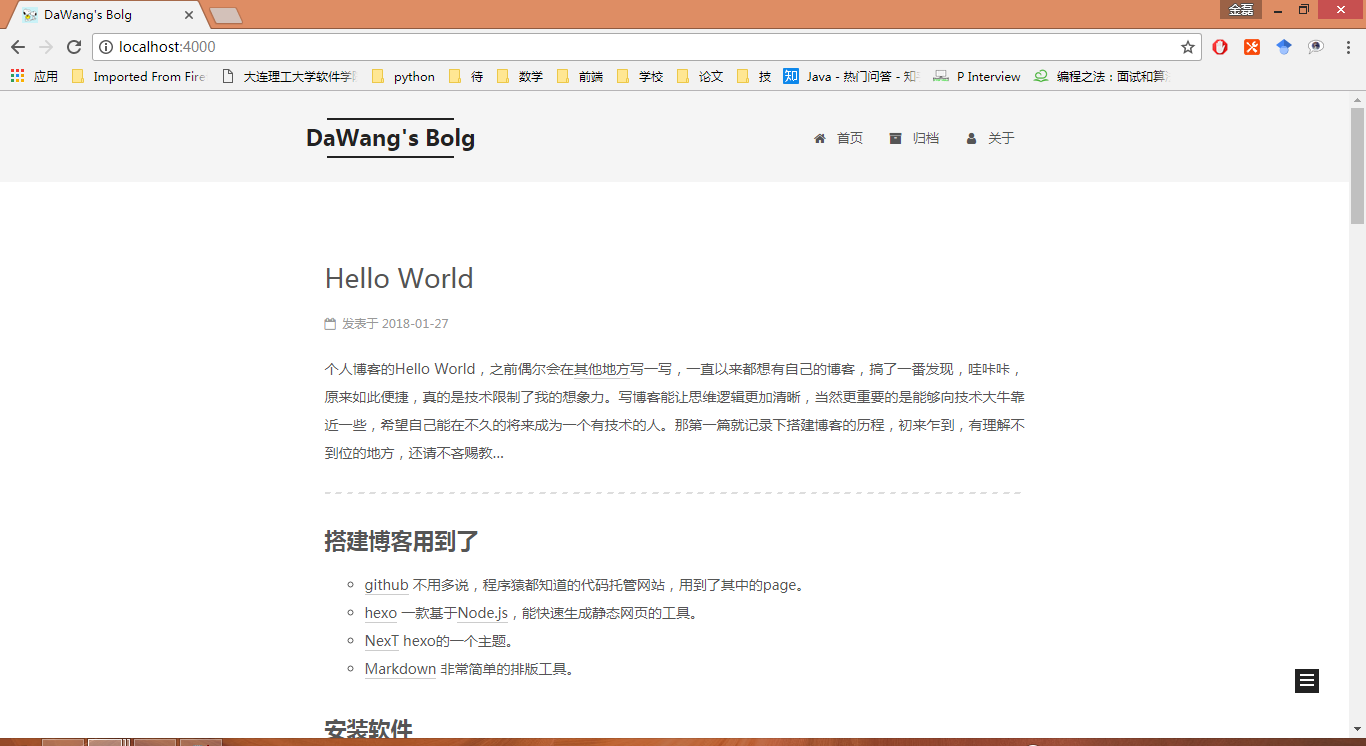 DaWang's Bolg
金磊
localhost:4000
应用 Imported From Fire 大连理工大学软件学 python 待 数学 前端 学校 论文 技 知 Java - 热门问答 - 知 P Interview 编程之法：面试和算
DaWang's Bolg
首页 归档 关于
Hello World
发表于 2018-01-27
个人博客的Hello World，之前偶尔会在其他地方写一写，一直以来都想有自己的博客，搞了一番发现，哇咔咔，
原来如此便捷，真的是技术限制了我的想象力。写博客能让思维逻辑更加清晰，当然更重要的是能够向技术大牛靠
近一些，希望自己能在不久的将来成为一个有技术的人。那第一篇就记录下搭建博客的历程，初来乍到，有理解不
到位的地方，还请不吝赐教...
搭建博客用到了
github 不用多说，程序猿都知道的代码托管网站，用到了其中的page。
hexo 一款基于Node.js，能快速生成静态网页的工具。
NexT hexo的一个主题。
Markdown 非常简单的排版工具。
安装软件